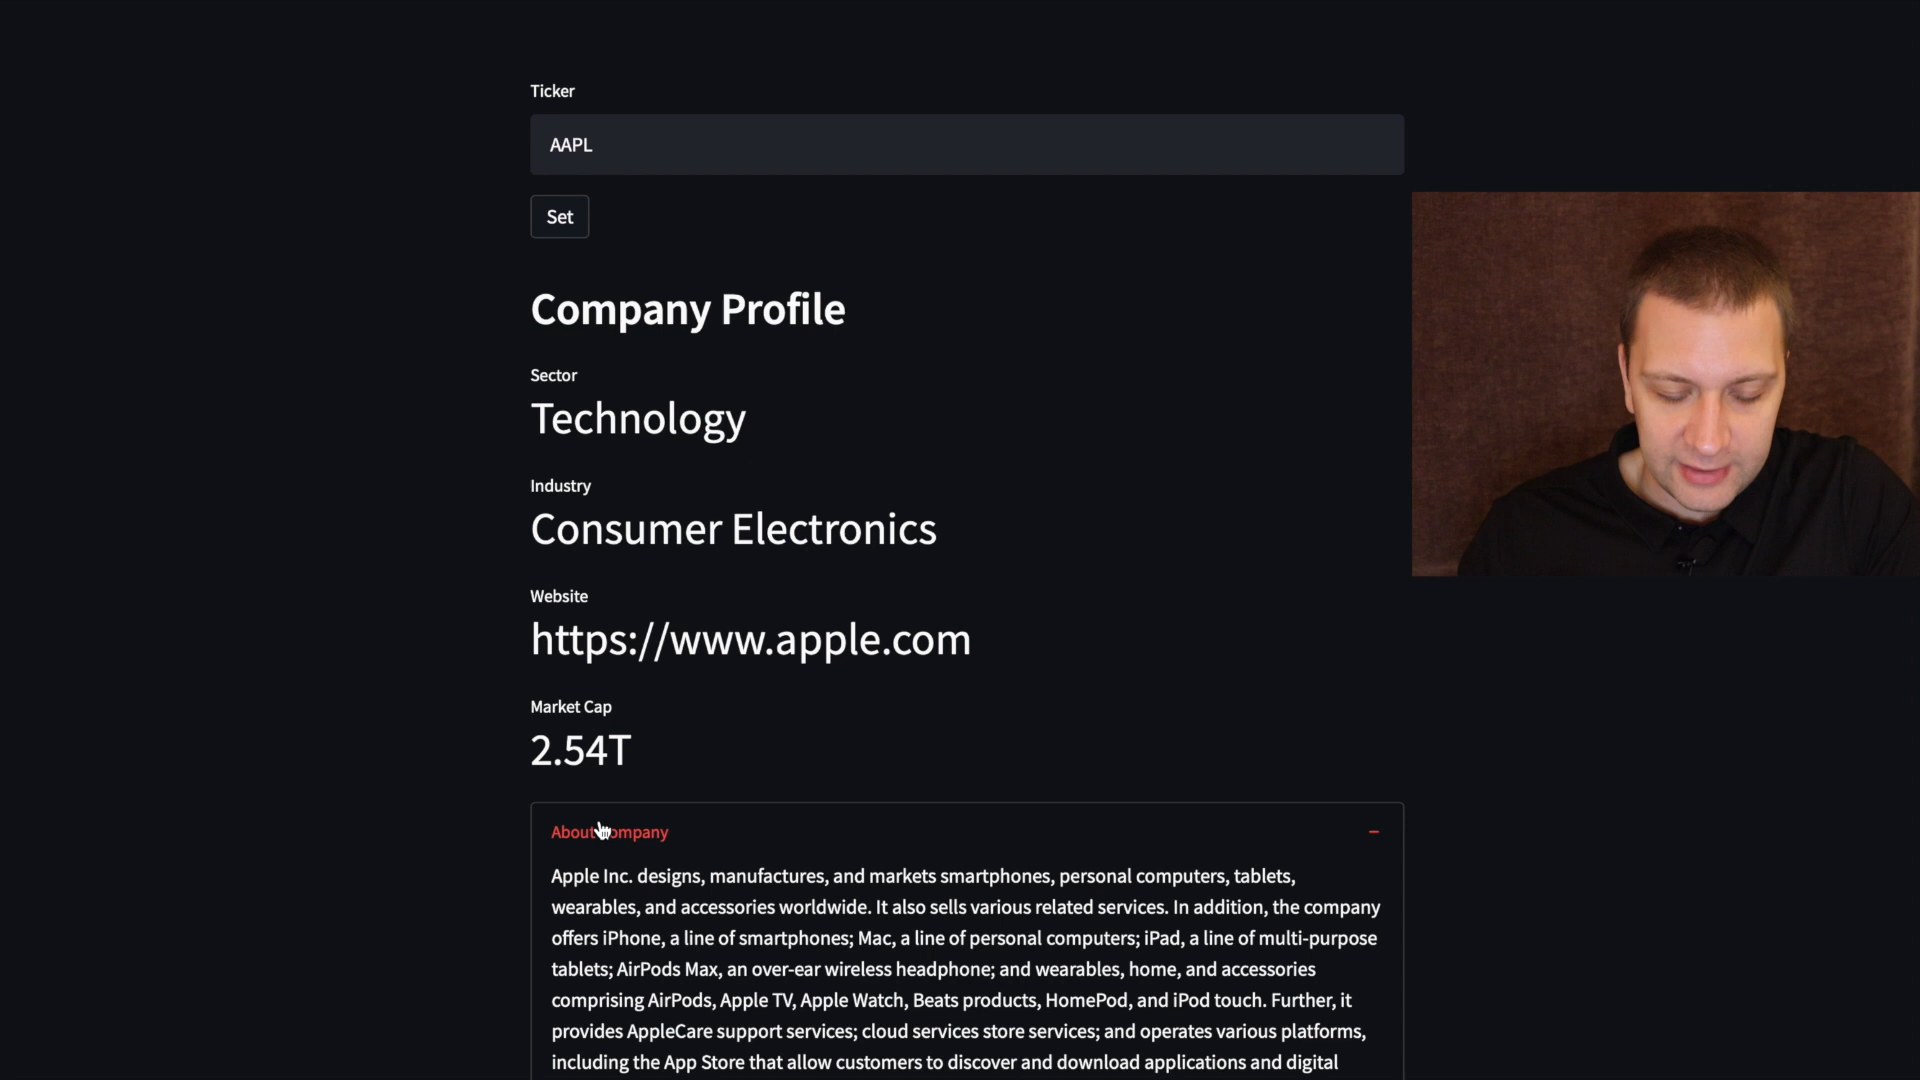 Ticker
AAPL
Set
Company Profile
Sector
Technology
Industry
Consumer Electronics
Website
https://www.apple.com
Market Cap
2.54T
About
Apple Inc. designs, manufactures, and markets smartphones, personal computers, tablets,
wearables, and accessories worldwide. It also sells various related services. In addition, the company
offers iPhone, a line of smartphones; Mac, a line of personal computers; iPad, a line of multi-purpose
tablets; AirPods Max, an over-ear wireless headphone; and wearables, home, and accessories
comprising AirPods, Apple TV, Apple Watch, Beats products, HomePod, and iPod touch. Further, it
provides AppleCare support services; cloud services store services; and operates various platforms,
including the App Store that allow customers to discover and download applications and digital